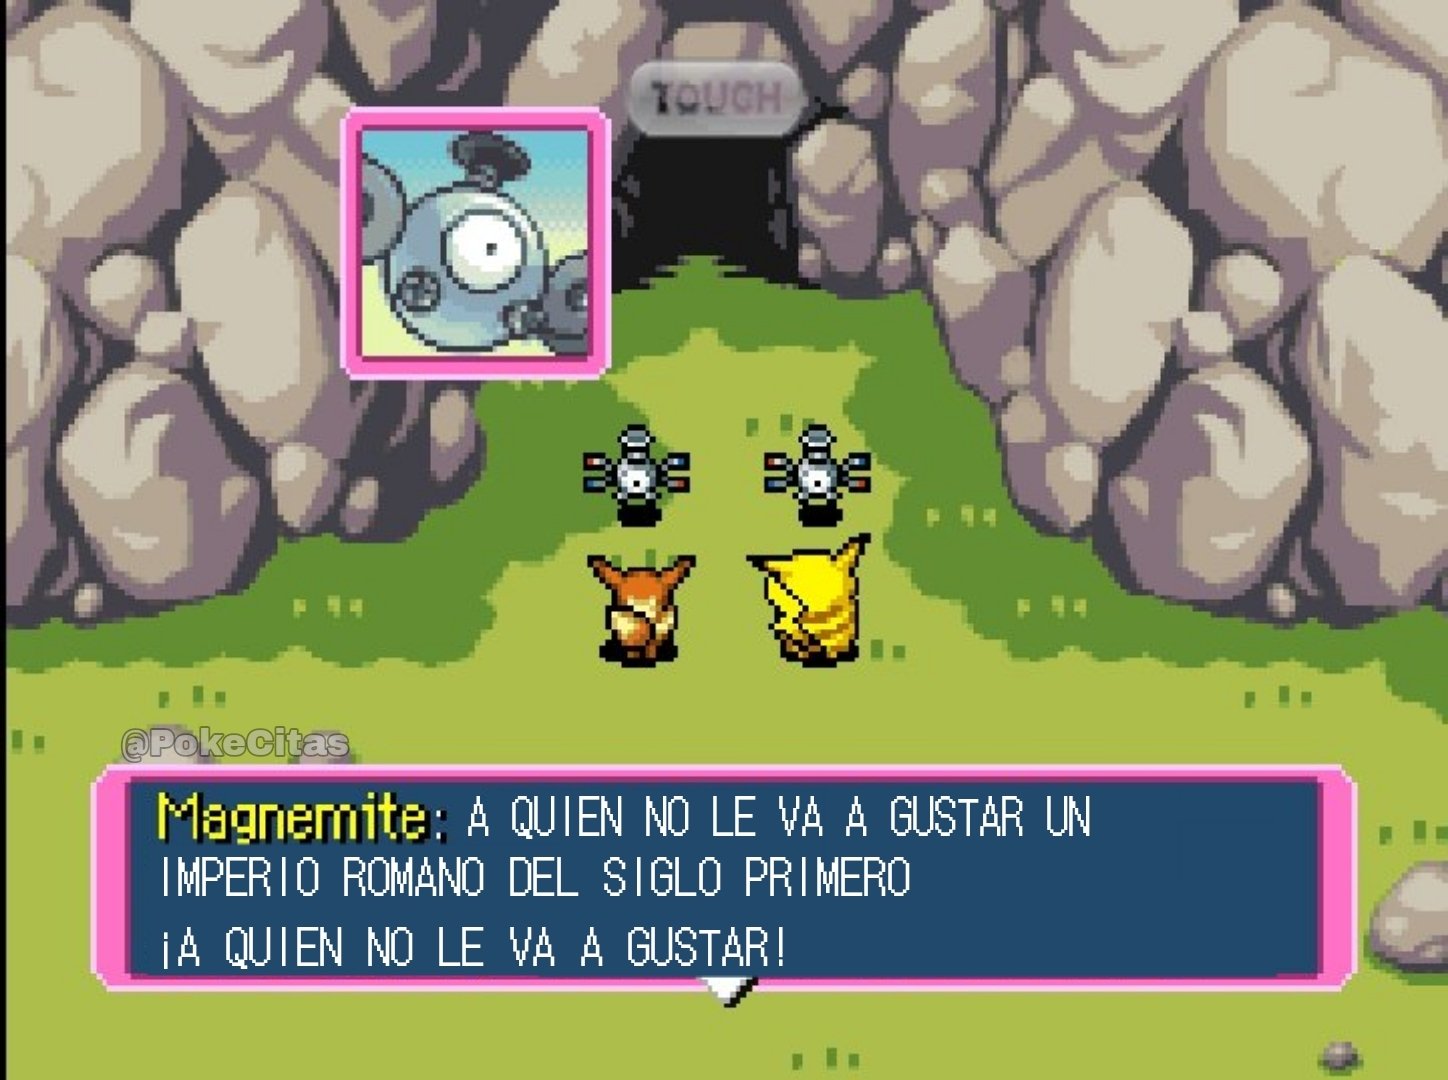 TOUCH
@PokeCitas
Magnemite: A QUIEN NO LE VA A GUSTAR UN
IMPERIO ROMANO DEL SIGLO PRIMERO
¡A QUIEN NO LE VA A GUSTAR!